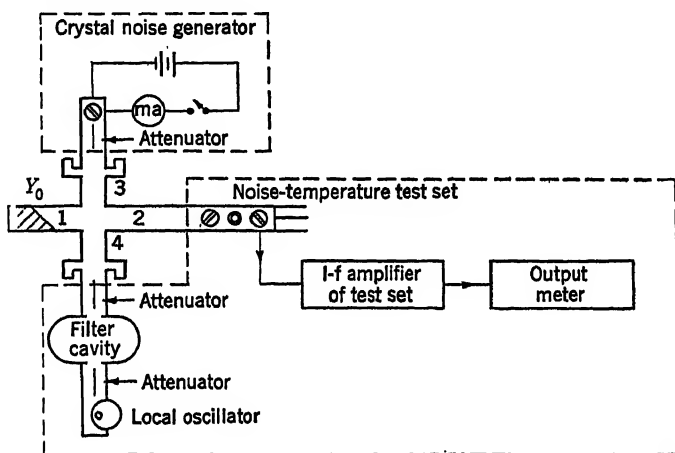 Crystal noise generator
ma
Attenuator
Y₀
3
Noise-temperature test set
1
2
4
Attenuator
I-f amplifier
of test set
Output
meter
Filter
cavity
Attenuator
Local oscillator